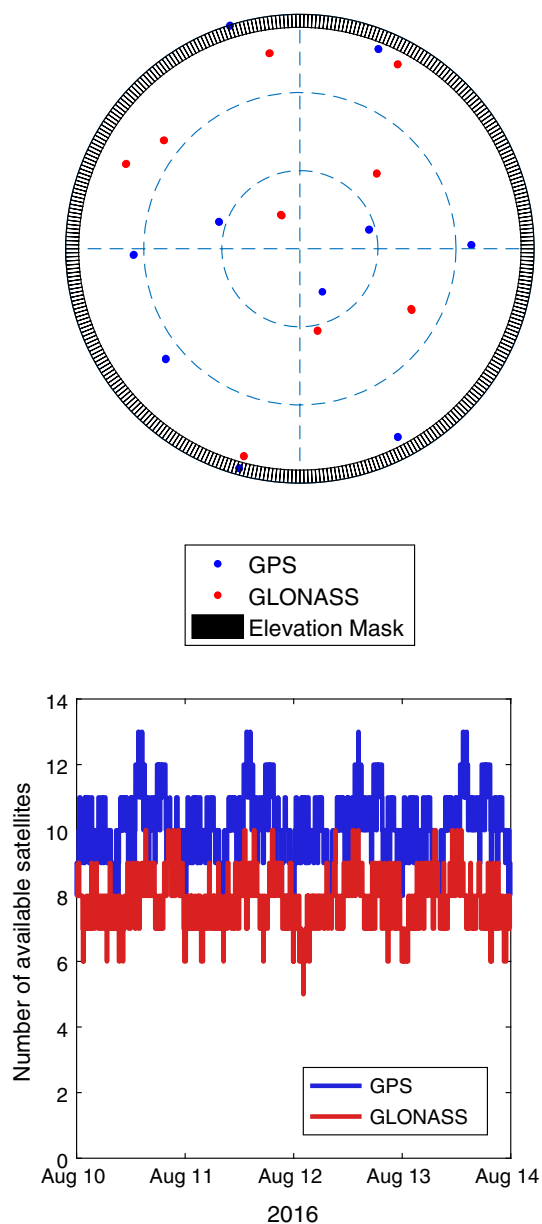 GPS
GLONASS
Elevation Mask
14
12
10
8
6
4
2
0
Number of available satellites
GPS
GLONASS
Aug 10 Aug 11 Aug 12 Aug 13 Aug 14
2016